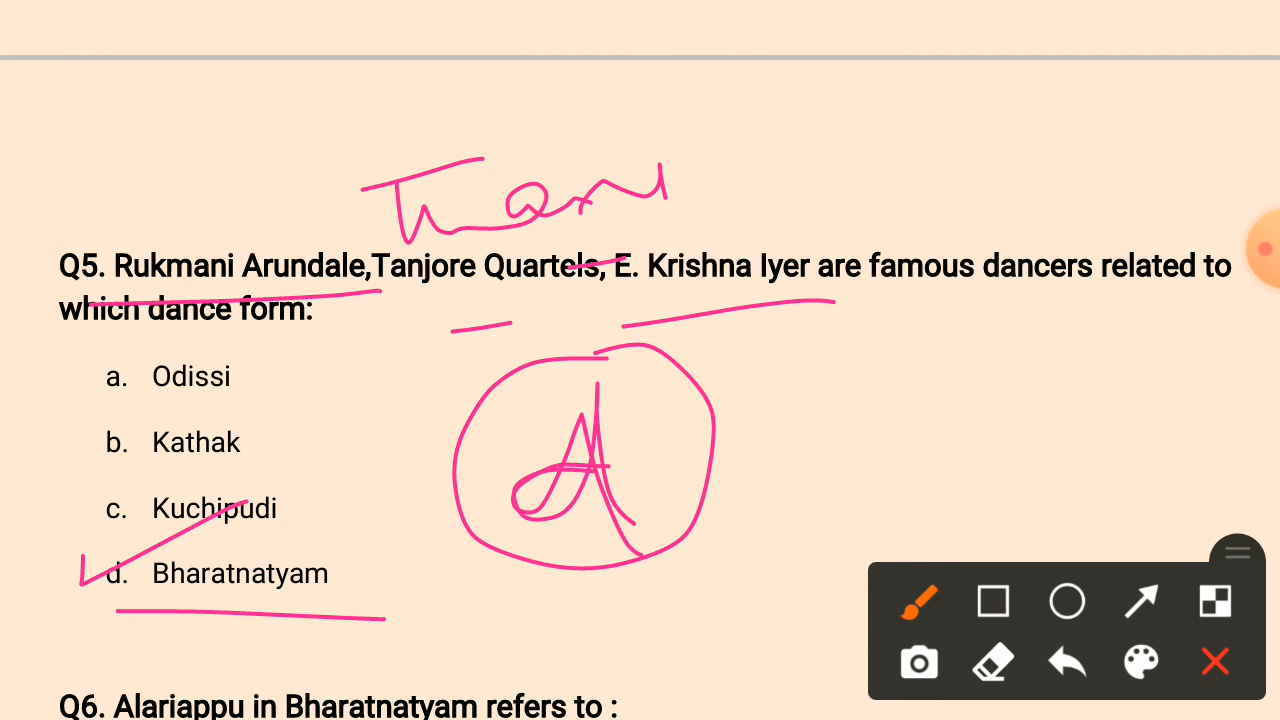 Q5. Rukmani Arundale,Tanjore Quartels, E. Krishna Iyer are famous dancers related to
which dance form:
a. Odissi
b. Kathak
c. Kuchipudi
d. Bharatnatyam
Q6. Alariappu in Bharatnatyam refers to :